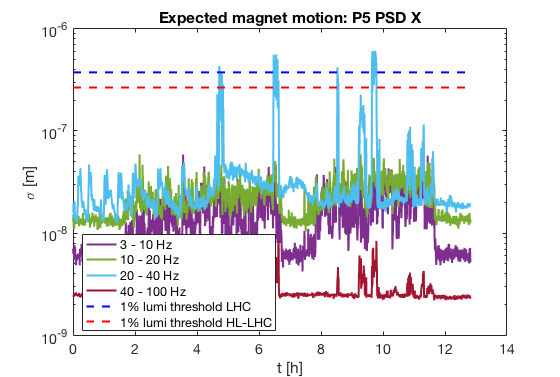 Expected magnet motion: P5 PSD X
10^-6
10^-7
10^-8
10^-9
σ [m]
3 - 10 Hz
10 - 20 Hz
20 - 40 Hz
40 - 100 Hz
1% lumi threshold LHC
1% lumi threshold HL-LHC
0 2 4 6 8 10 12 14
t [h]